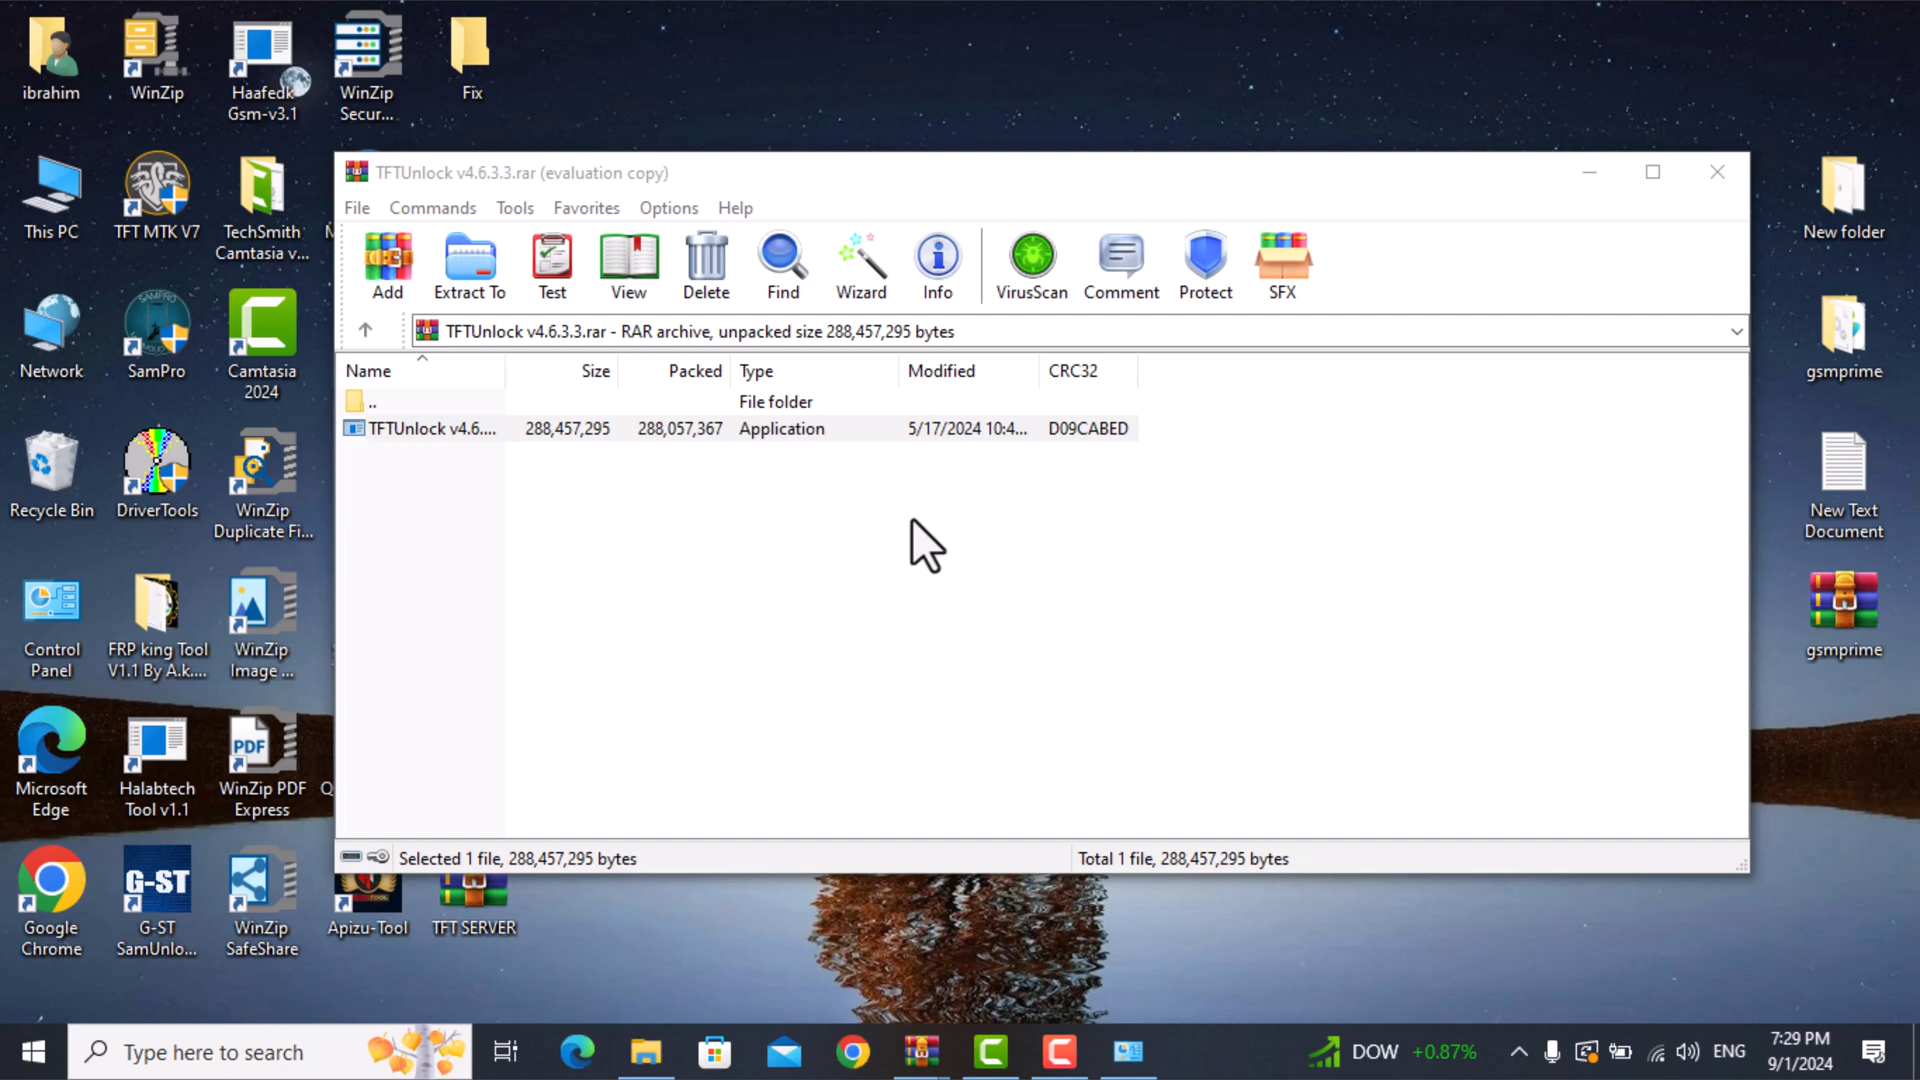 ibrahim
WinZip
Haafedk
Gsm-v3.1
WinZip
Secur...
Fix
This PC
TFT MTK V7
TechSmith
Camtasia v...
Network
SamPro
Camtasia
2024
Recycle Bin
DriverTools
WinZip
Duplicate Fi...
Control
Panel
FRP king Tool
V1.1 By A.k....
WinZip
Image ...
Microsoft
Edge
Halabtech
Tool v1.1
PDF
WinZip PDF
Express
Google
Chrome
G-ST
G-ST
SamUnlo...
WinZip
SafeShare
Apizu-Tool
TFT SERVER
TFTUnlock v4.6.3.3.rar (evaluation copy)
File Commands Tools Favorites Options Help
Add Extract To Test View Delete Find Wizard Info VirusScan Comment Protect SFX
TFTUnlock v4.6.3.3.rar - RAR archive, unpacked size 288,457,295 bytes
Name Size Packed Type Modified CRC32
.. File folder
TFTUnlock v4.6.... 288,457,295 288,057,367 Application 5/17/2024 10:4... D09CABED
Selected 1 file, 288,457,295 bytes Total 1 file, 288,457,295 bytes
New folder
gsmprime
New Text
Document
gsmprime
Type here to search
DOW +0.87%
ENG
7:29 PM
9/1/2024